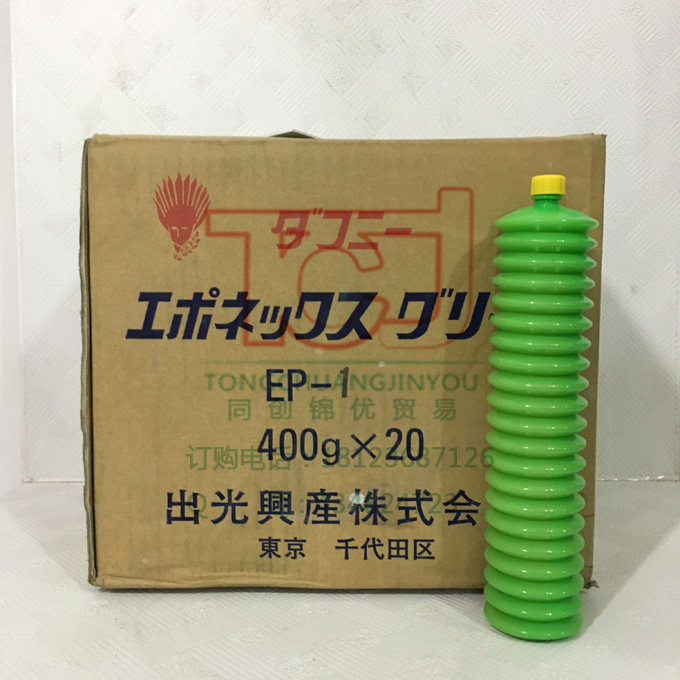 ダフニー
TCJ
エポネックス グリ
TONGCHUANGJINYOU
同创锦优贸易
EP-1
400g×20
订购电话:18123687126
出光興産株式会
東京 千代田区